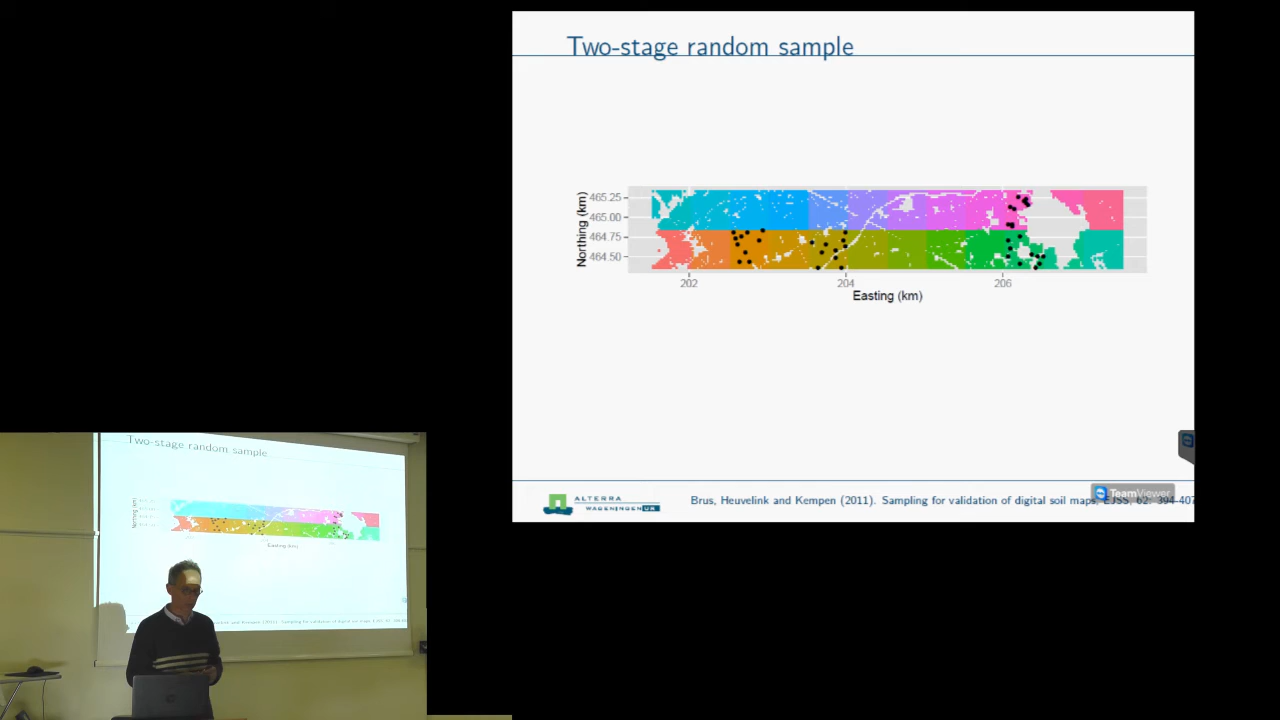 Two-stage random sample
Northing (km)
465.25
465.00
464.75
464.50
202
204
206
Easting (km)
ALTERRA
WAGENINGEN UR
Brus, Heuvelink and Kempen (2011). Sampling for validation of digital soil maps, EJSS, 62: 394-407
TeamViewer
Two-stage random sample
Easting (km)